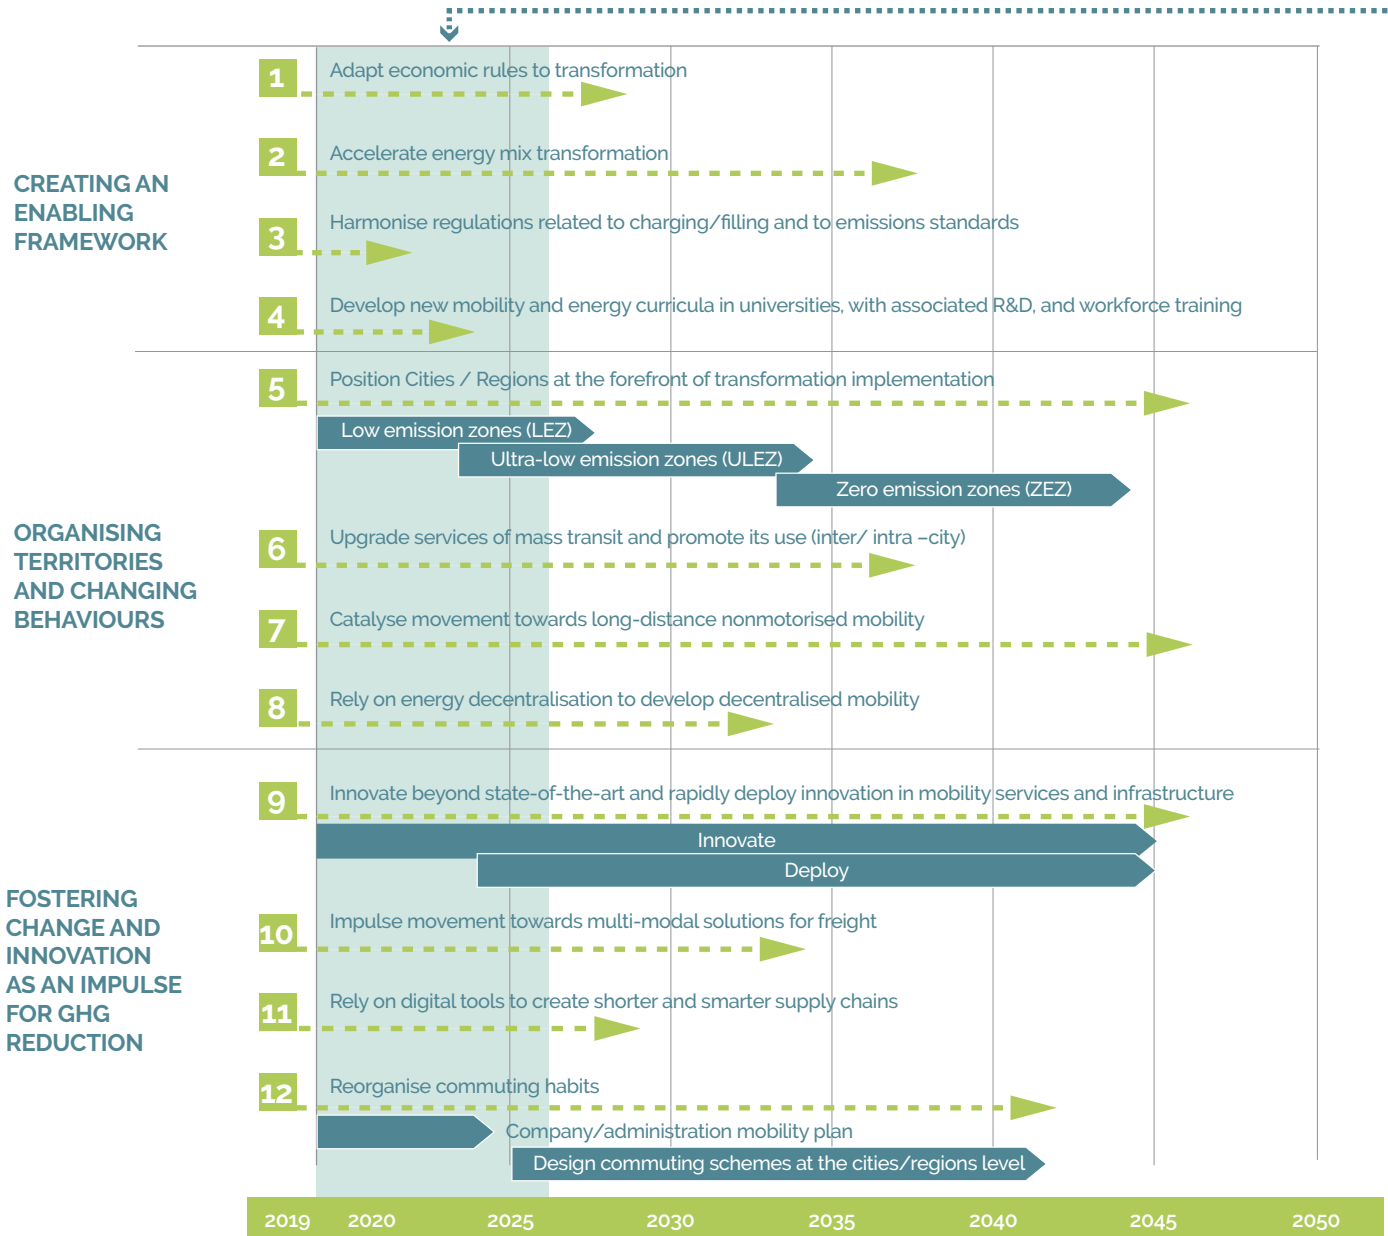 CREATING AN
ENABLING
FRAMEWORK
1
Adapt economic rules to transformation
2
Accelerate energy mix transformation
3
Harmonise regulations related to charging/filling and to emissions standards
4
Develop new mobility and energy curricula in universities, with associated R&D, and workforce training
ORGANISING
TERRITORIES
AND CHANGING
BEHAVIOURS
5
Position Cities / Regions at the forefront of transformation implementation
Low emission zones (LEZ)
Ultra-low emission zones (ULEZ)
Zero emission zones (ZEZ)
6
Upgrade services of mass transit and promote its use (inter/ intra –city)
7
Catalyse movement towards long-distance nonmotorised mobility
8
Rely on energy decentralisation to develop decentralised mobility
FOSTERING
CHANGE AND
INNOVATION
AS AN IMPULSE
FOR GHG
REDUCTION
9
Innovate beyond state-of-the-art and rapidly deploy innovation in mobility services and infrastructure
Innovate
Deploy
10
Impulse movement towards multi-modal solutions for freight
11
Rely on digital tools to create shorter and smarter supply chains
12
Reorganise commuting habits
Company/administration mobility plan
Design commuting schemes at the cities/regions level
2019 2020 2025 2030 2035 2040 2045 2050